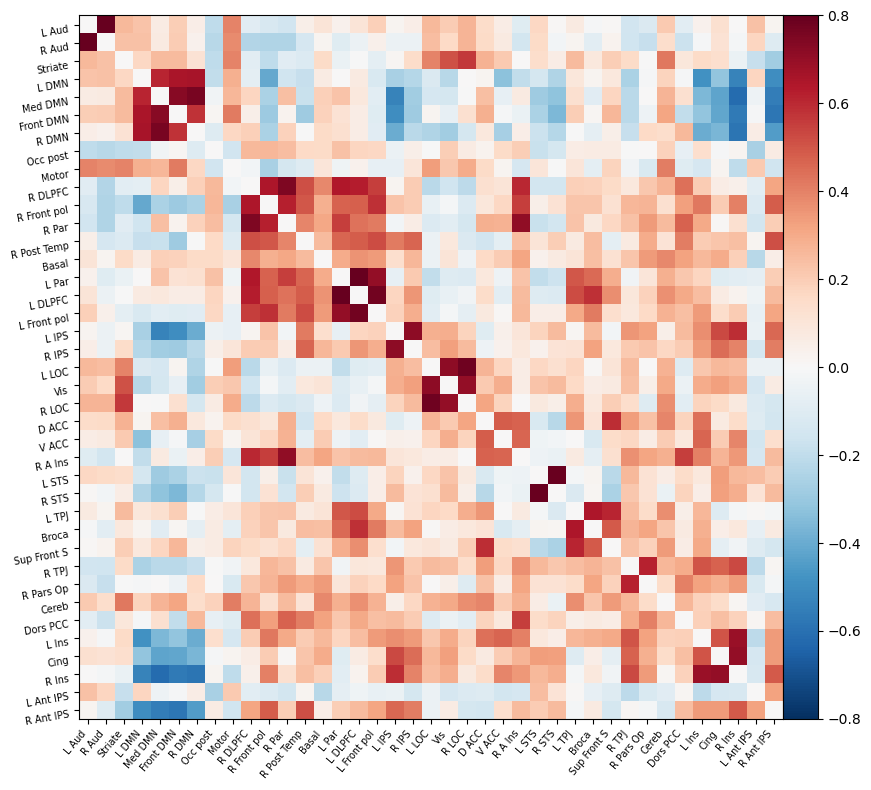 L Aud
R Aud
Striate
L DMN
Med DMN
Front DMN
R DMN
Occ post
Motor
R DLPFC
R Front pol
R Par
R Post Temp
Basal
L Par
L DLPFC
L Front pol
L IPS
R IPS
L LOC
Vis
R LOC
D ACC
V ACC
R A Ins
L STS
R STS
L TPJ
Broca
Sup Front S
R TPJ
R Pars Op
Cereb
Dors PCC
L Ins
Cing
R Ins
L Ant IPS
R Ant IPS
L Aud
R Aud
Striate
L DMN
Med DMN
Front DMN
R DMN
Occ post
Motor
R DLPFC
R Front pol
R Par
R Post Temp
Basal
L Par
L DLPFC
L Front pol
L IPS
R IPS
L LOC
Vis
R LOC
D ACC
V ACC
R A Ins
L STS
R STS
L TPJ
Broca
Sup Front S
R TPJ
R Pars Op
Cereb
Dors PCC
L Ins
Cing
R Ins
L Ant IPS
R Ant IPS
0.8
0.6
0.4
0.2
0.0
−0.2
−0.4
−0.6
−0.8